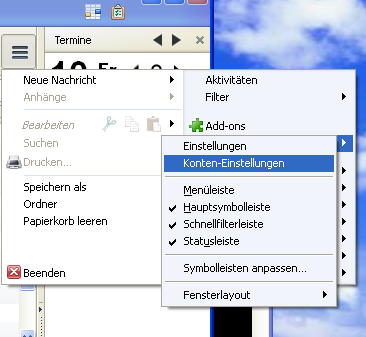 Termine
Neue Nachricht
Anhänge
Bearbeiten
Suchen
Drucken...
Speichern als
Ordner
Papierkorb leeren
Beenden
Aktivitäten
Filter
Add-ons
Einstellungen
Konten-Einstellungen
Menüleiste
Hauptsymbolleiste
Schnellfilterleiste
Statusleiste
Symbolleisten anpassen...
Fensterlayout